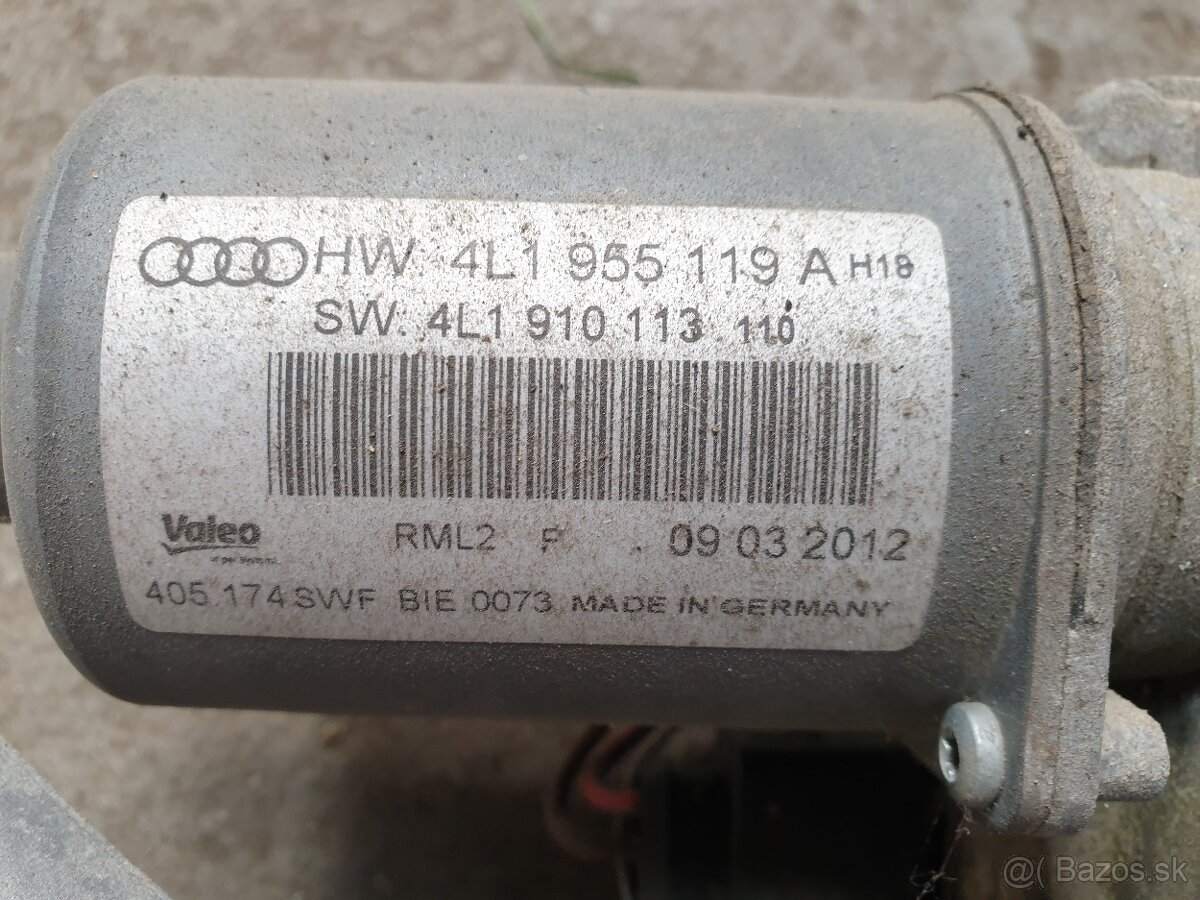 HW. 4L1 955 119 A H18
SW. 4L1 910 113 110
Valeo RML2 P 09 03 2012
405.174 SWF BIE 0073 MADE IN GERMANY
@( Bazos.sk